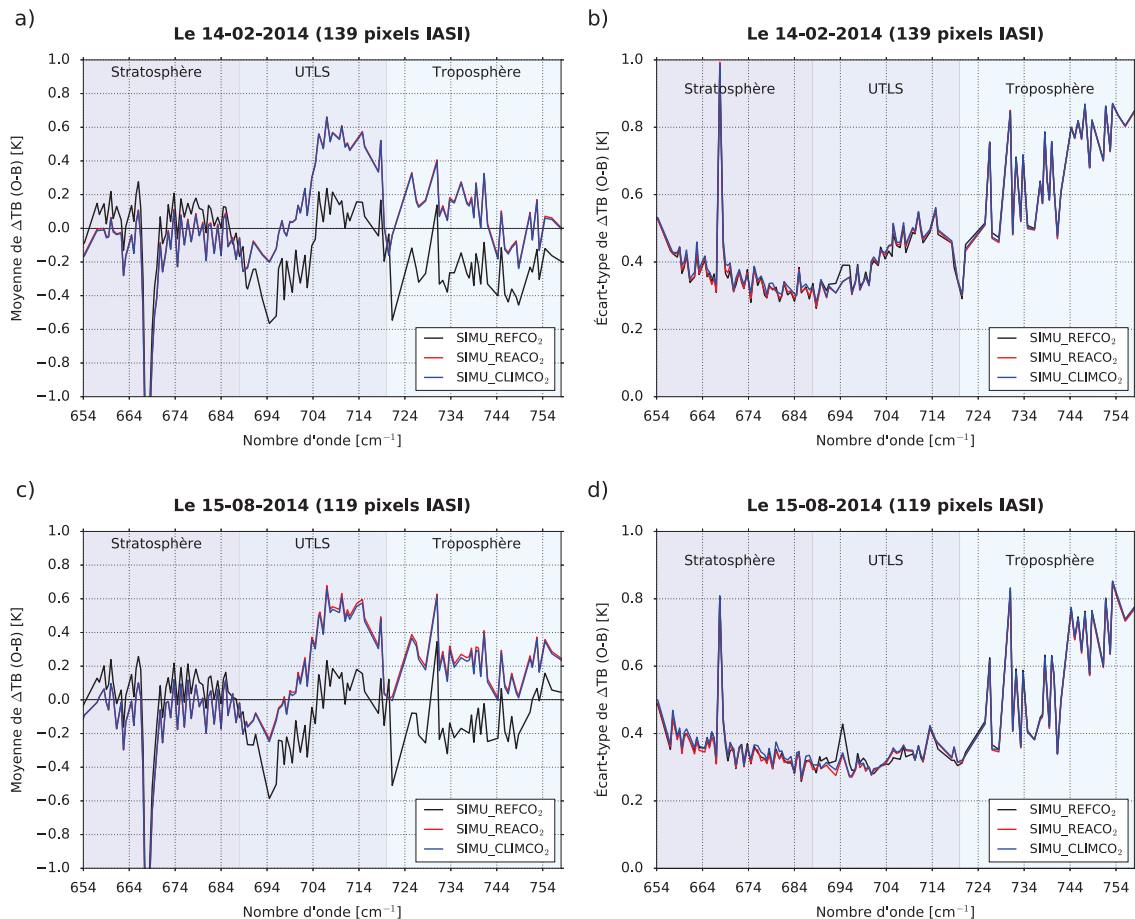 a)
Le 14-02-2014 (139 pixels IASI)
Moyenne de ΔTB (O-B) [K]
1.0
0.8
0.6
0.4
0.2
0.0
−0.2
−0.4
−0.6
−0.8
−1.0
Stratosphère UTLS Troposphère
SIMU_REFCO₂
SIMU_REACO₂
SIMU_CLIMCO₂
654 664 674 684 694 704 714 724 734 744 754
Nombre d'onde [cm⁻¹]
b)
Le 14-02-2014 (139 pixels IASI)
Écart-type de ΔTB (O-B) [K]
1.0
0.8
0.6
0.4
0.2
0.0
Stratosphère UTLS Troposphère
SIMU_REFCO₂
SIMU_REACO₂
SIMU_CLIMCO₂
654 664 674 684 694 704 714 724 734 744 754
Nombre d'onde [cm⁻¹]
c)
Le 15-08-2014 (119 pixels IASI)
Moyenne de ΔTB (O-B) [K]
1.0
0.8
0.6
0.4
0.2
0.0
−0.2
−0.4
−0.6
−0.8
−1.0
Stratosphère UTLS Troposphère
SIMU_REFCO₂
SIMU_REACO₂
SIMU_CLIMCO₂
654 664 674 684 694 704 714 724 734 744 754
Nombre d'onde [cm⁻¹]
d)
Le 15-08-2014 (119 pixels IASI)
Écart-type de ΔTB (O-B) [K]
1.0
0.8
0.6
0.4
0.2
0.0
Stratosphère UTLS Troposphère
SIMU_REFCO₂
SIMU_REACO₂
SIMU_CLIMCO₂
654 664 674 684 694 704 714 724 734 744 754
Nombre d'onde [cm⁻¹]